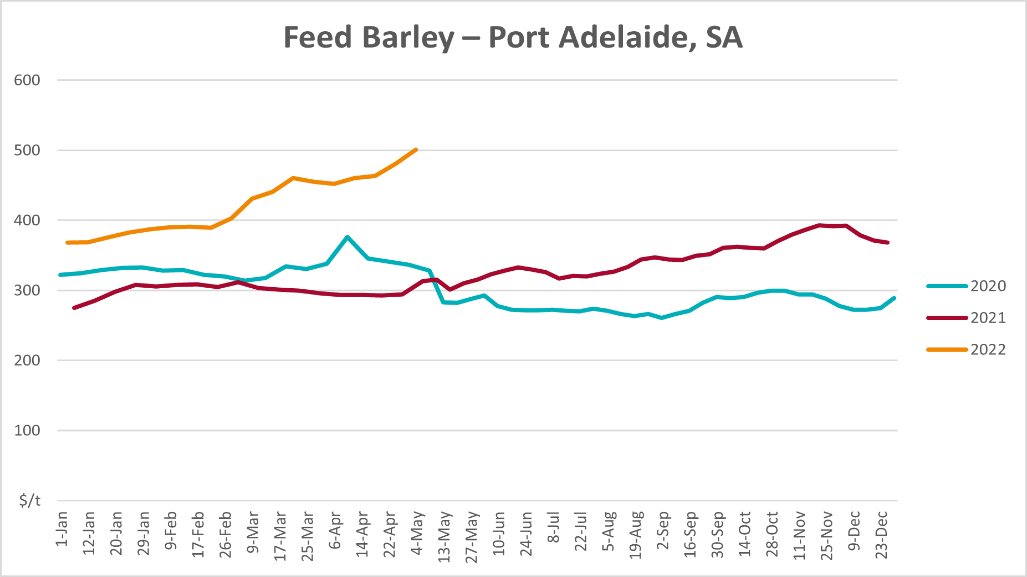 Feed Barley – Port Adelaide, SA
600
500
400
300
200
100
$/t
1-Jan
12-Jan
20-Jan
29-Jan
9-Feb
17-Feb
26-Feb
9-Mar
17-Mar
25-Mar
6-Apr
14-Apr
22-Apr
4-May
13-May
27-May
10-Jun
24-Jun
8-Jul
22-Jul
5-Aug
19-Aug
2-Sep
16-Sep
30-Sep
14-Oct
28-Oct
11-Nov
25-Nov
9-Dec
23-Dec
2020
2021
2022